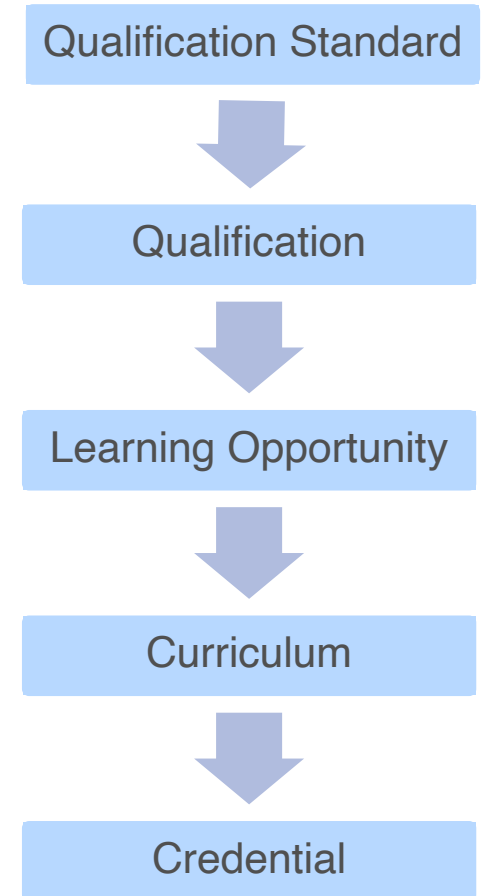 Qualification Standard
Qualification
Learning Opportunity
Curriculum
Credential